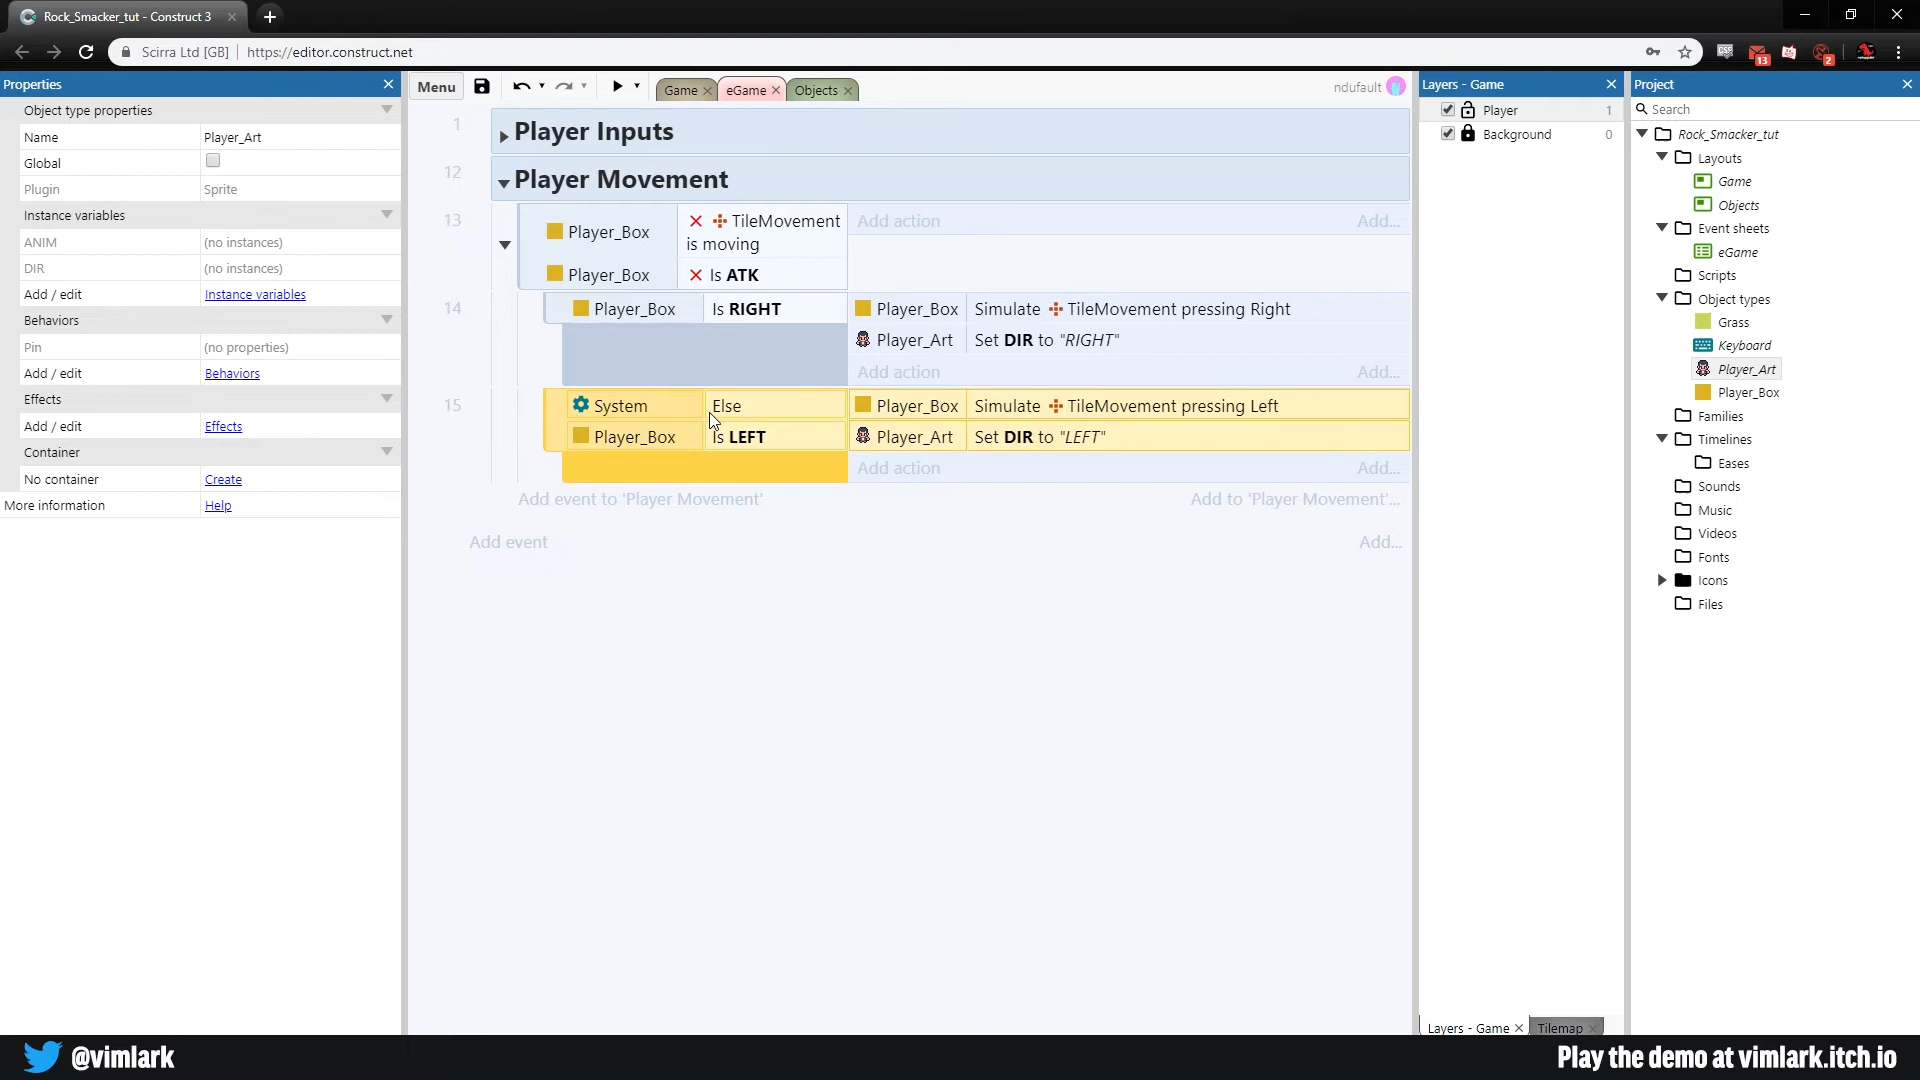 Rock_Smacker_tut - Construct 3
Scirra Ltd [GB] https://editor.construct.net
13
2
Properties
Object type properties
Name Player_Art
Global
Plugin Sprite
Instance variables
ANIM (no instances)
DIR (no instances)
Add / edit Instance variables
Behaviors
Pin (no properties)
Add / edit Behaviors
Effects
Add / edit Effects
Container
No container Create
More information Help
Menu
Game eGame Objects
ndufault
1 Player Inputs
12 Player Movement
13 Player_Box TileMovement is moving Add action Add...
Player_Box Is ATK
14 Player_Box Is RIGHT Player_Box Simulate TileMovement pressing Right
Player_Art Set DIR to "RIGHT"
Add action Add...
15 System Else Player_Box Simulate TileMovement pressing Left
Player_Box Is LEFT Player_Art Set DIR to "LEFT"
Add action Add...
Add event to 'Player Movement' Add to 'Player Movement'...
Add event Add...
Layers - Game
Player 1
Background 0
Layers - Game Tilemap
Project
Search
Rock_Smacker_tut
Layouts
Game
Objects
Event sheets
eGame
Scripts
Object types
Grass
Keyboard
Player_Art
Player_Box
Families
Timelines
Eases
Sounds
Music
Videos
Fonts
Icons
Files
@vimlark
Play the demo at vimlark.itch.io